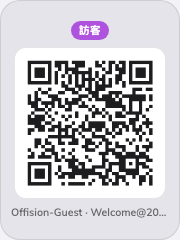 訪客
Offision-Guest · Welcome@20...